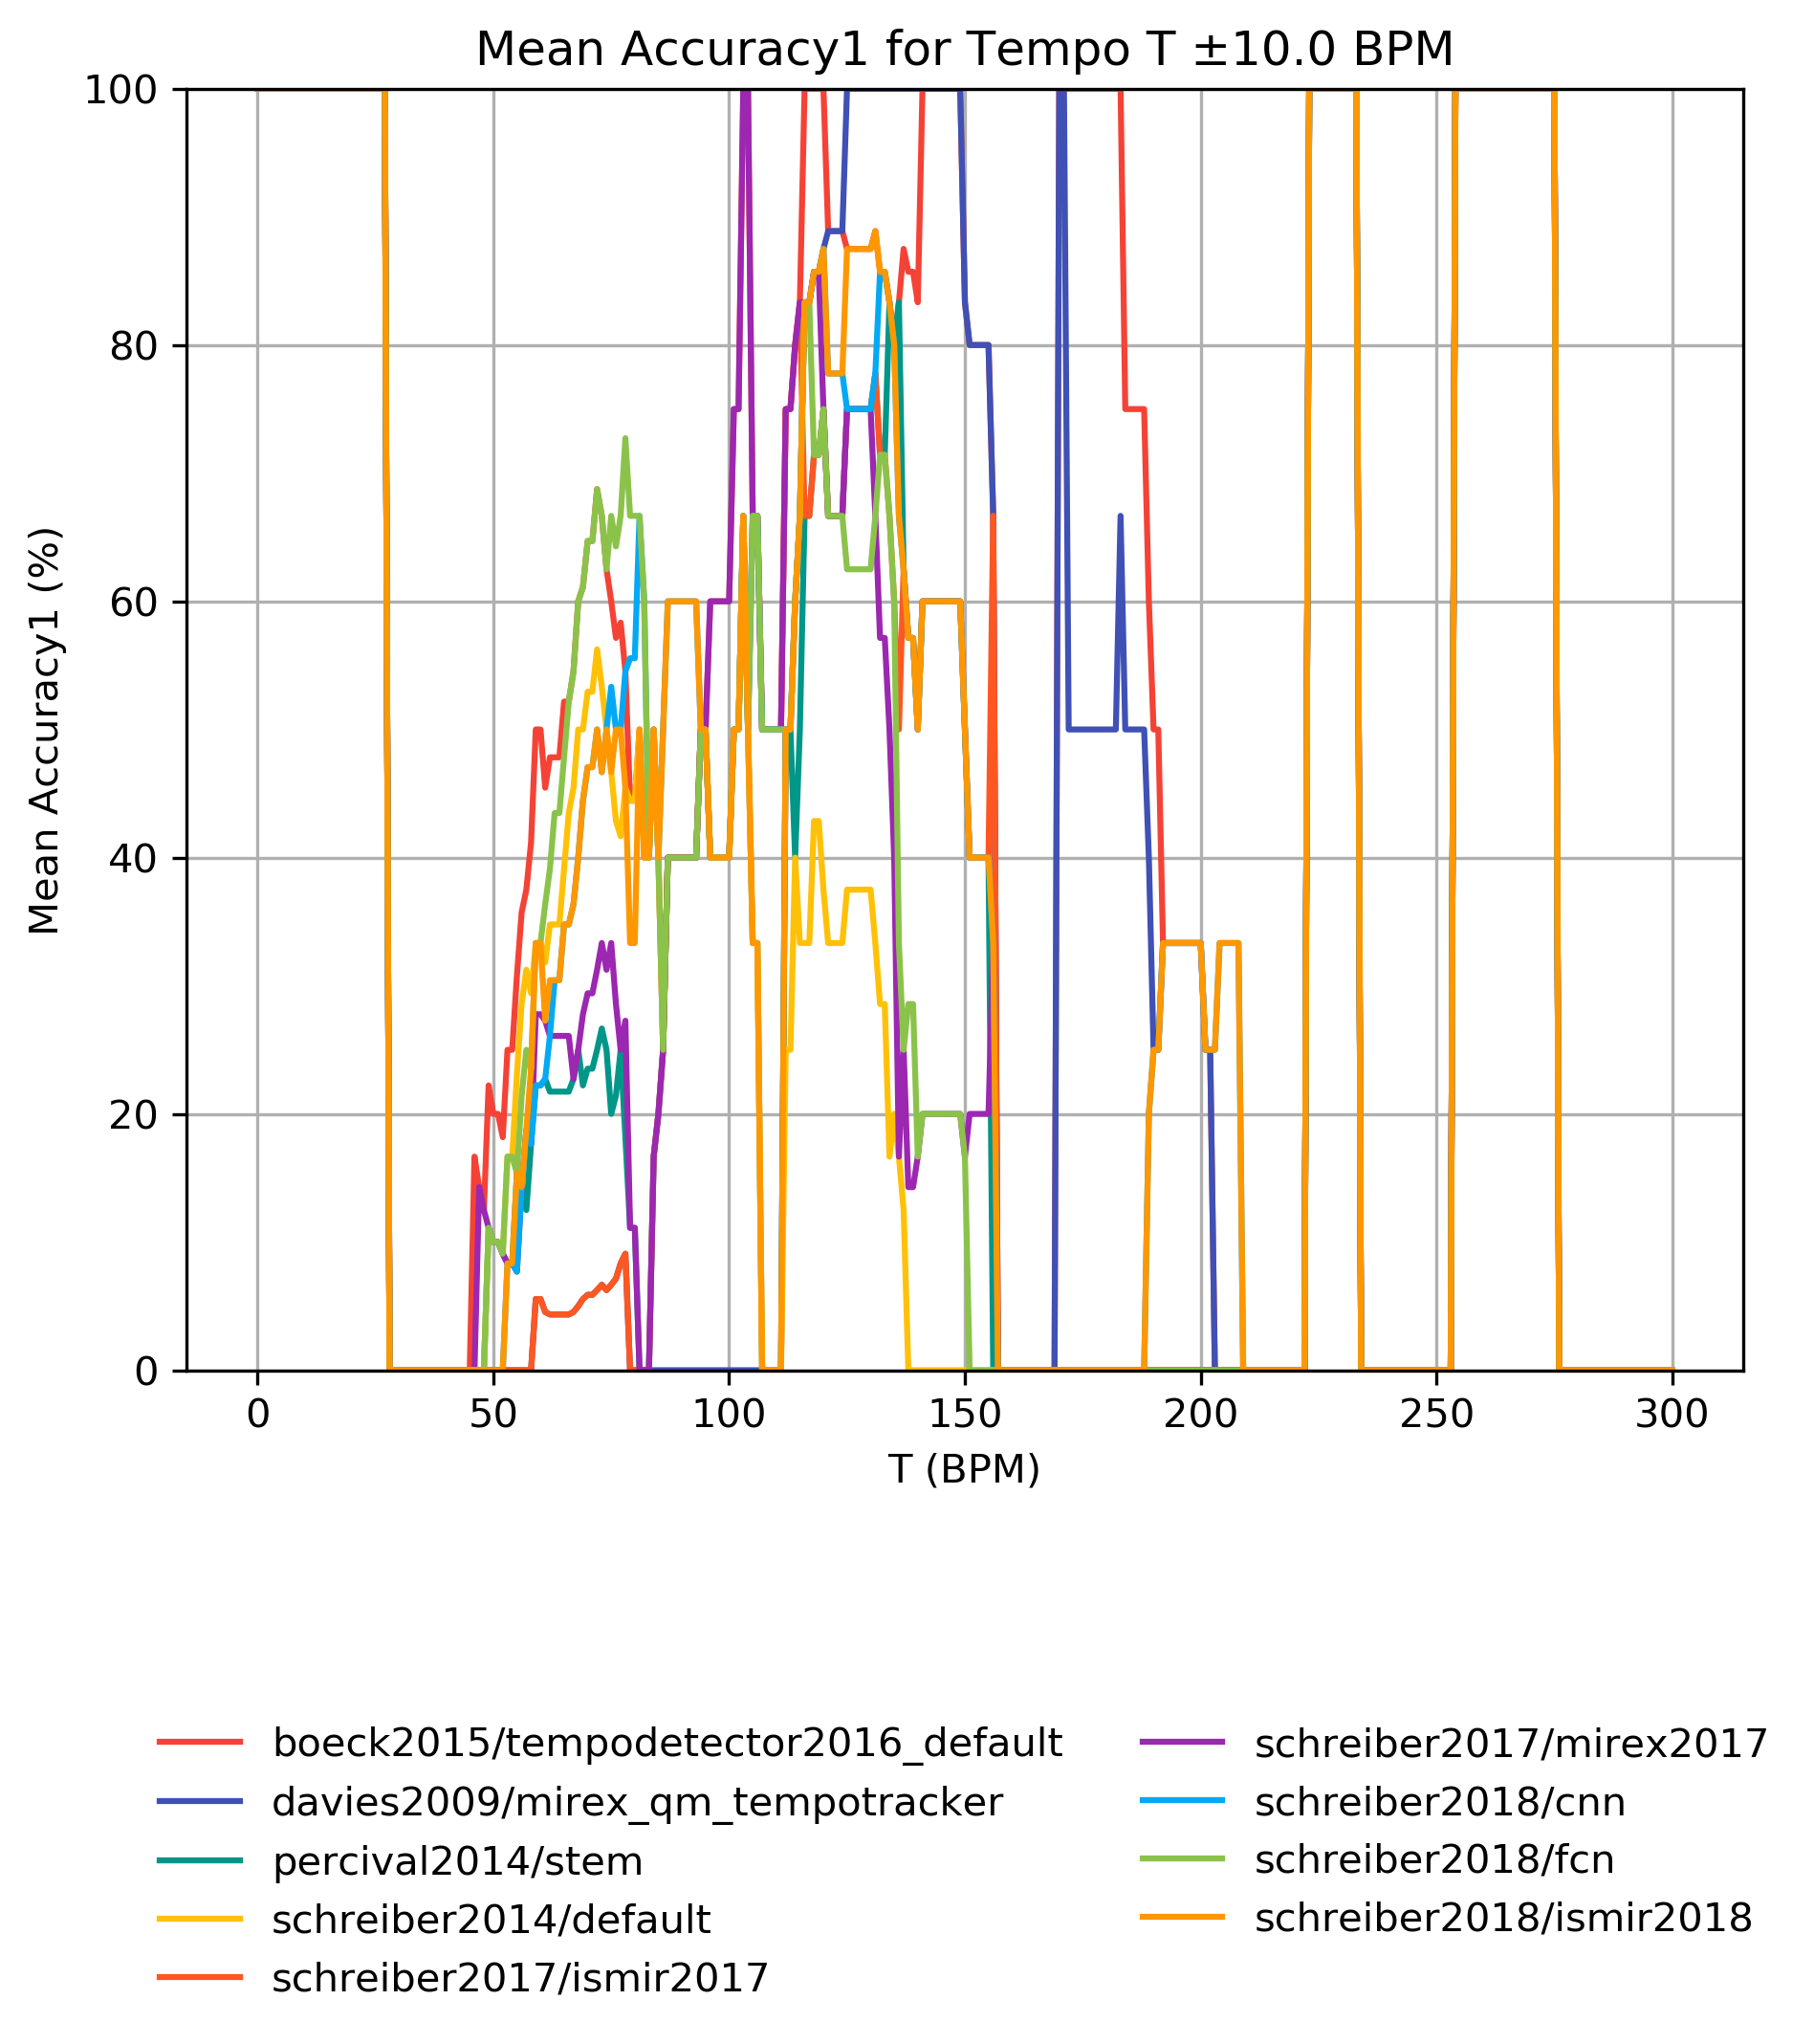 Mean Accuracy1 for Tempo T ±10.0 BPM
Mean Accuracy1 (%)
100
80
60
40
20
0
0 50 100 150 200 250 300
T (BPM)
boeck2015/tempodetector2016_default
davies2009/mirex_qm_tempotracker
percival2014/stem
schreiber2014/default
schreiber2017/ismir2017
schreiber2017/mirex2017
schreiber2018/cnn
schreiber2018/fcn
schreiber2018/ismir2018